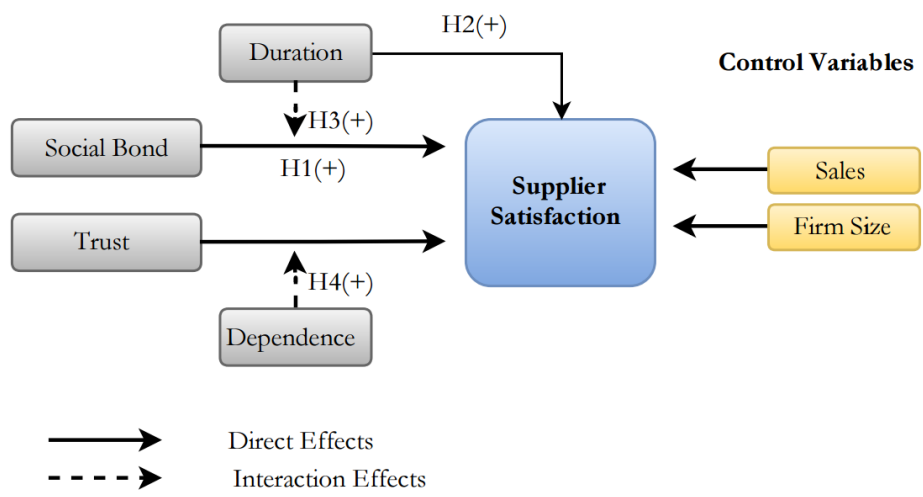 H2(+)
Duration
Control Variables
H3(+)
Social Bond
H1(+)
Supplier
Satisfaction
Sales
Trust
Firm Size
H4(+)
Dependence
Direct Effects
Interaction Effects